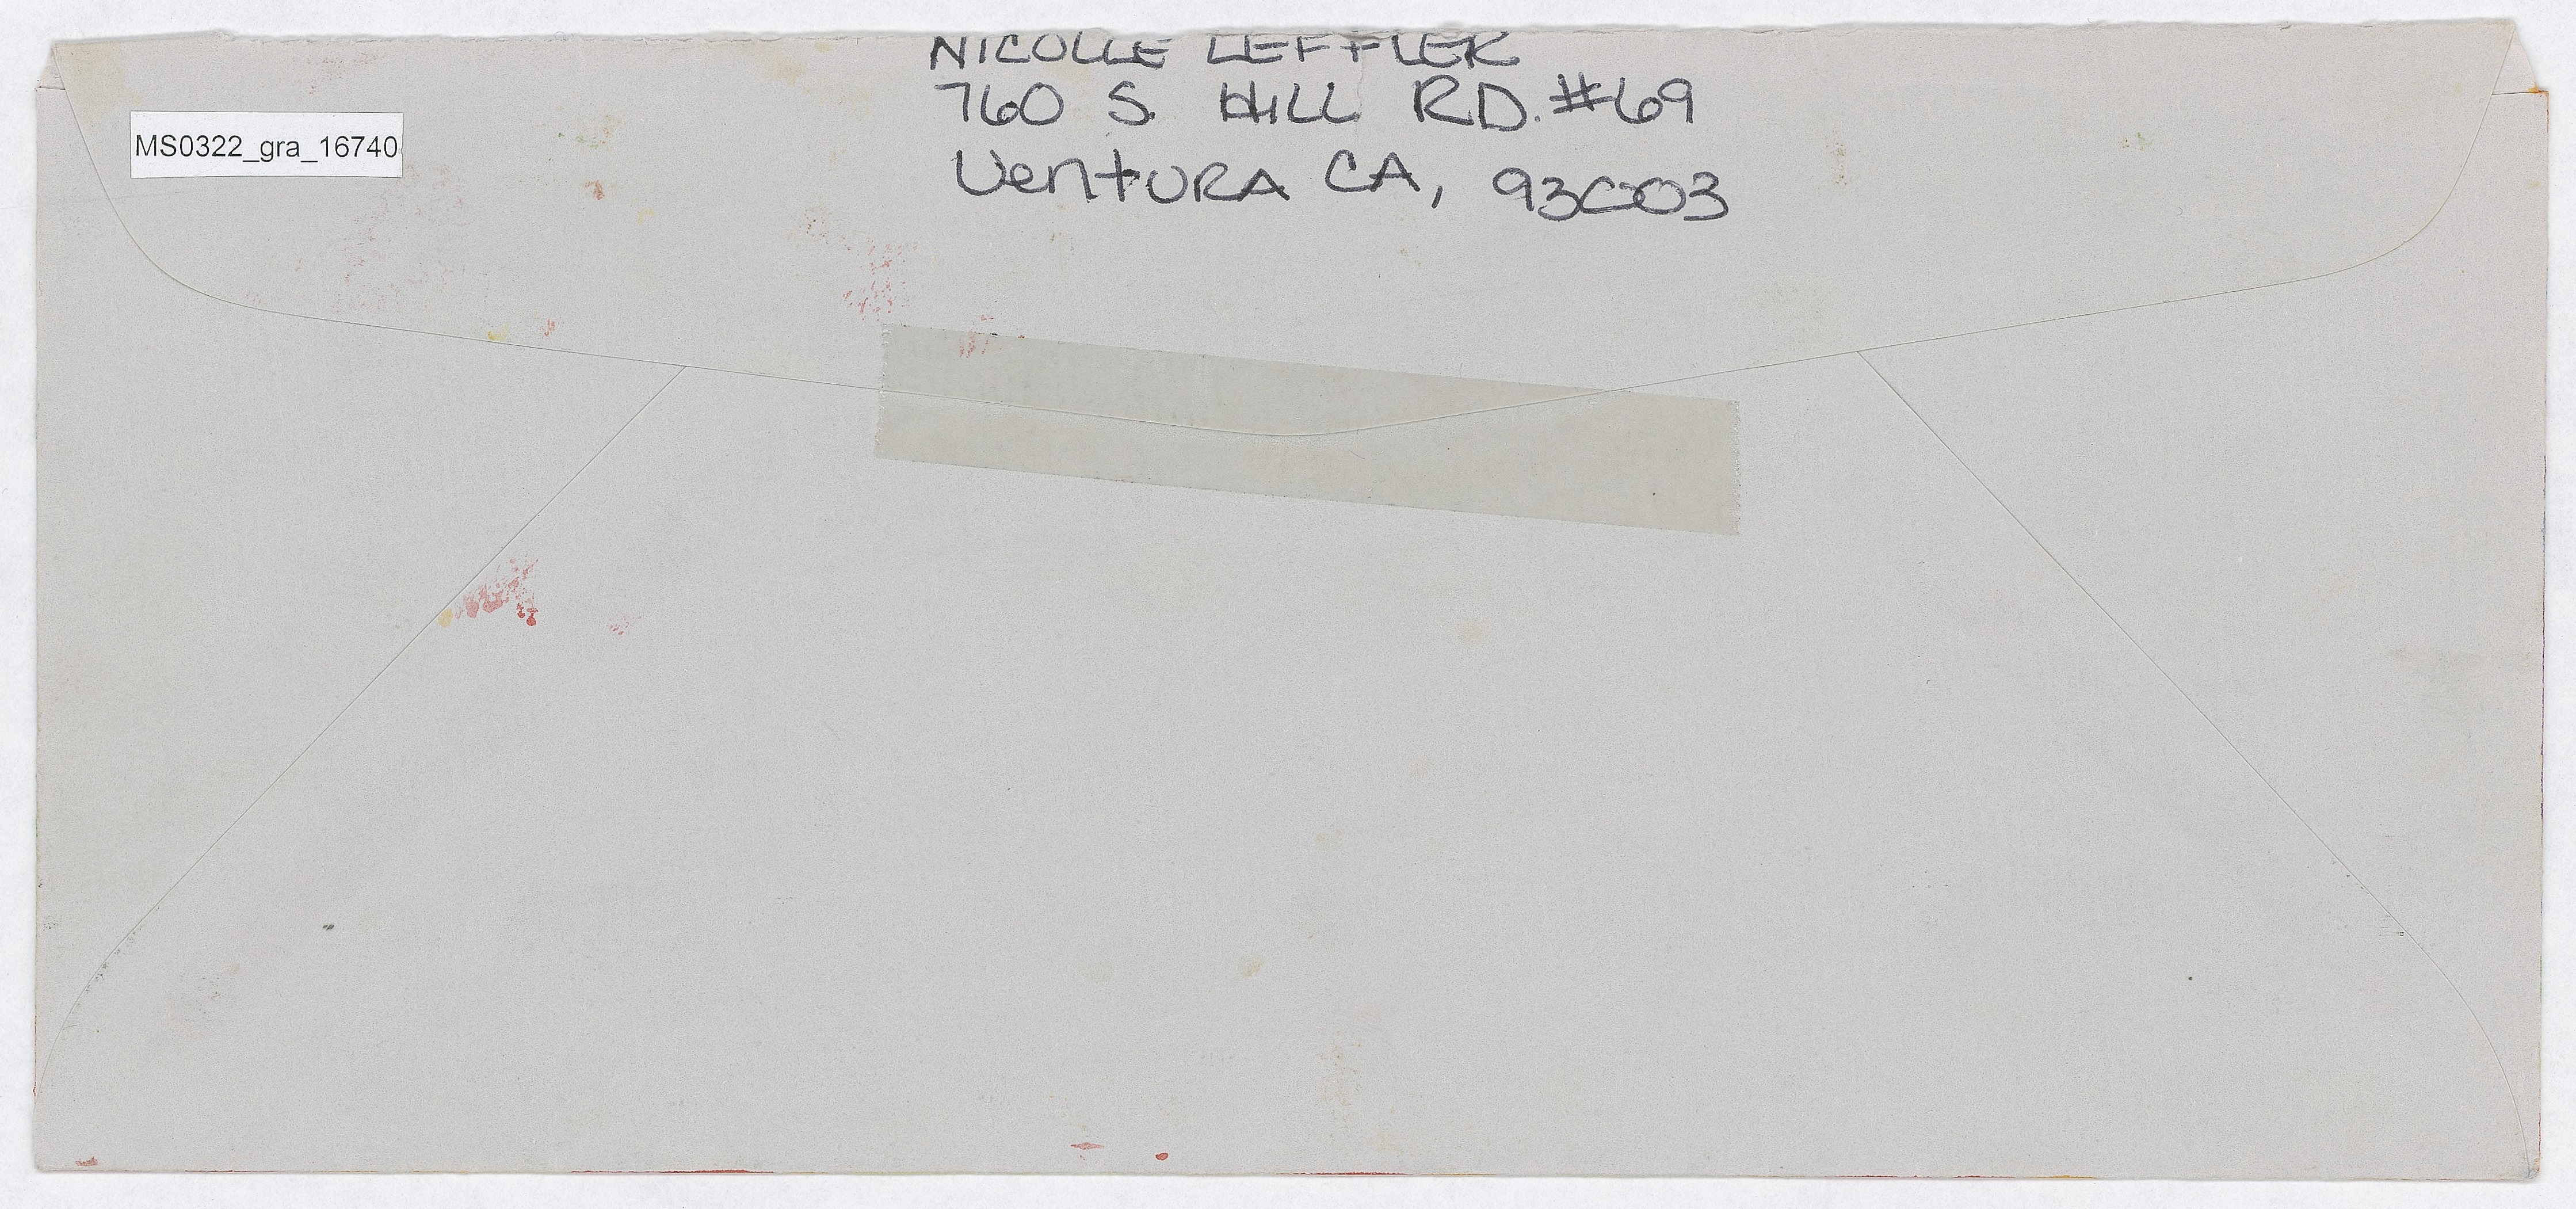 NICOLLE LEFFLER
760 S. HILL RD. #69
VenTURA CA, 93003
MS0322_gra_16740